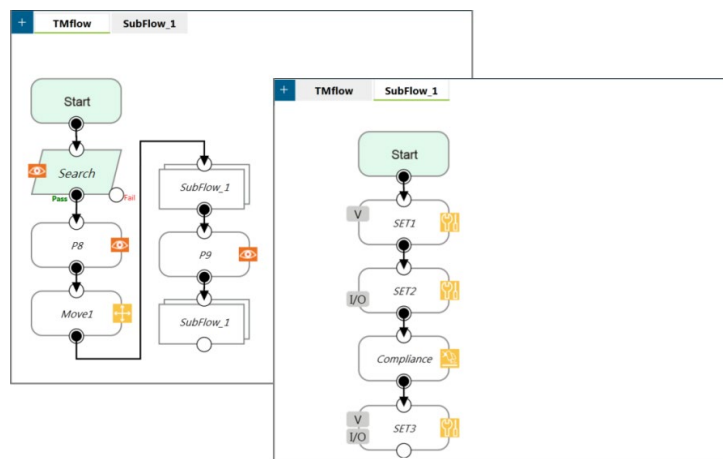 + TMflow SubFlow_1
Start
Search
Pass
Fail
P8
Move1
SubFlow_1
P9
SubFlow_1
+ TMflow SubFlow_1
Start
V
SET1
SET2
I/O
Compliance
V
SET3
I/O